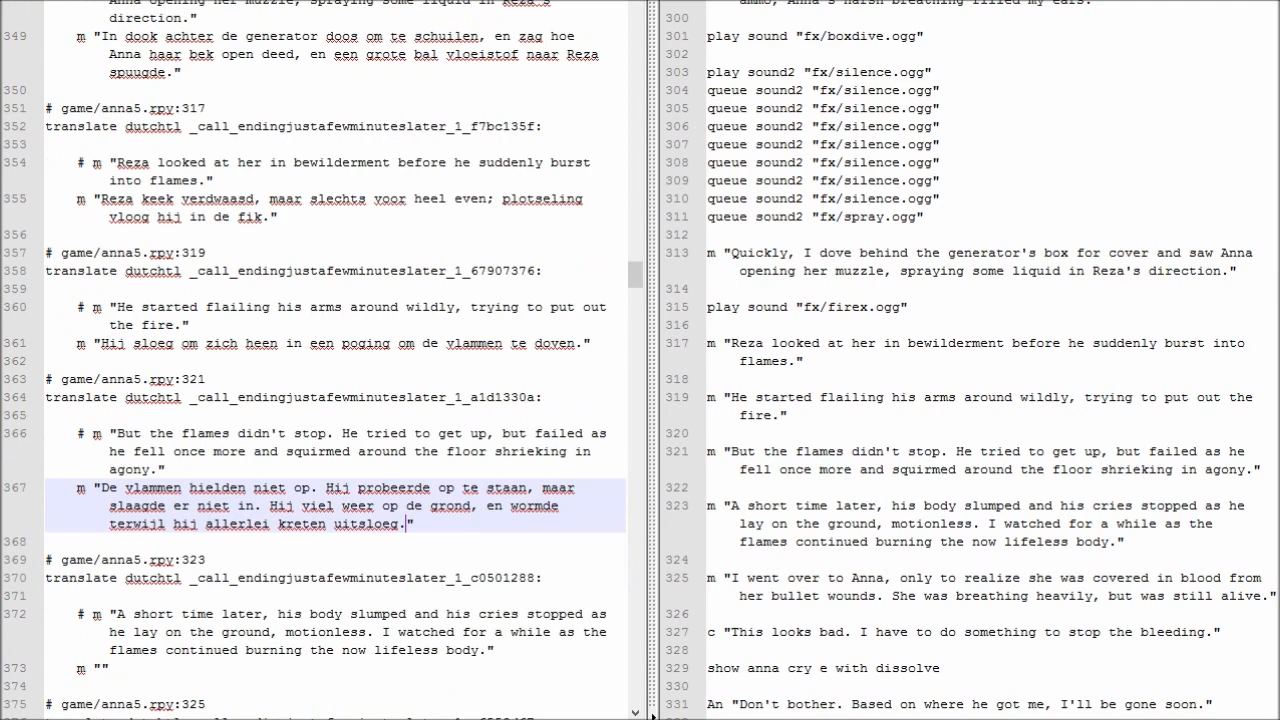 Anna opening her muzzle, spraying some liquid in Reza's
direction."
349 m "In dook achter de generator doos om te schuilen, en zag hoe
Anna haar bek open deed, en een grote bal vloeistof naar Reza
spuugde."
350
351 # game/anna5.rpy:317
352 translate dutchtl _call_endingjustafewminuteslater_1_f7bc135f:
353
354 # m "Reza looked at her in bewilderment before he suddenly burst
into flames."
355 m "Reza keek verdwaasd, maar slechts voor heel even; plotseling
vloog hij in de fik."
356
357 # game/anna5.rpy:319
358 translate dutchtl _call_endingjustafewminuteslater_1_67907376:
359
360 # m "He started flailing his arms around wildly, trying to put out
the fire."
361 m "Hij sloeg om zich heen in een poging om de vlammen te doven."
362
363 # game/anna5.rpy:321
364 translate dutchtl _call_endingjustafewminuteslater_1_a1d1330a:
365
366 # m "But the flames didn't stop. He tried to get up, but failed as
he fell once more and squirmed around the floor shrieking in
agony."
367 m "De vlammen hielden niet op. Hij probeerde op te staan, maar
slaagde er niet in. Hij viel weer op de grond, en wormde
terwijl hij allerlei kreten uitsloeg."
368
369 # game/anna5.rpy:323
370 translate dutchtl _call_endingjustafewminuteslater_1_c0501288:
371
372 # m "A short time later, his body slumped and his cries stopped as
he lay on the ground, motionless. I watched for a while as the
flames continued burning the now lifeless body."
373 m ""
374
375 # game/anna5.rpy:325
ammo, Anna's harsh breathing filled my ears."
300
301 play sound "fx/boxdive.ogg"
302
303 play sound2 "fx/silence.ogg"
304 queue sound2 "fx/silence.ogg"
305 queue sound2 "fx/silence.ogg"
306 queue sound2 "fx/silence.ogg"
307 queue sound2 "fx/silence.ogg"
308 queue sound2 "fx/silence.ogg"
309 queue sound2 "fx/silence.ogg"
310 queue sound2 "fx/silence.ogg"
311 queue sound2 "fx/spray.ogg"
312
313 m "Quickly, I dove behind the generator's box for cover and saw Anna
opening her muzzle, spraying some liquid in Reza's direction."
314
315 play sound "fx/firex.ogg"
316
317 m "Reza looked at her in bewilderment before he suddenly burst into
flames."
318
319 m "He started flailing his arms around wildly, trying to put out the
fire."
320
321 m "But the flames didn't stop. He tried to get up, but failed as he
fell once more and squirmed around the floor shrieking in agony."
322
323 m "A short time later, his body slumped and his cries stopped as he
lay on the ground, motionless. I watched for a while as the
flames continued burning the now lifeless body."
324
325 m "I went over to Anna, only to realize she was covered in blood from
her bullet wounds. She was breathing heavily, but was still alive."
326
327 c "This looks bad. I have to do something to stop the bleeding."
328
329 show anna cry e with dissolve
330
331 An "Don't bother. Based on where he got me, I'll be gone soon."